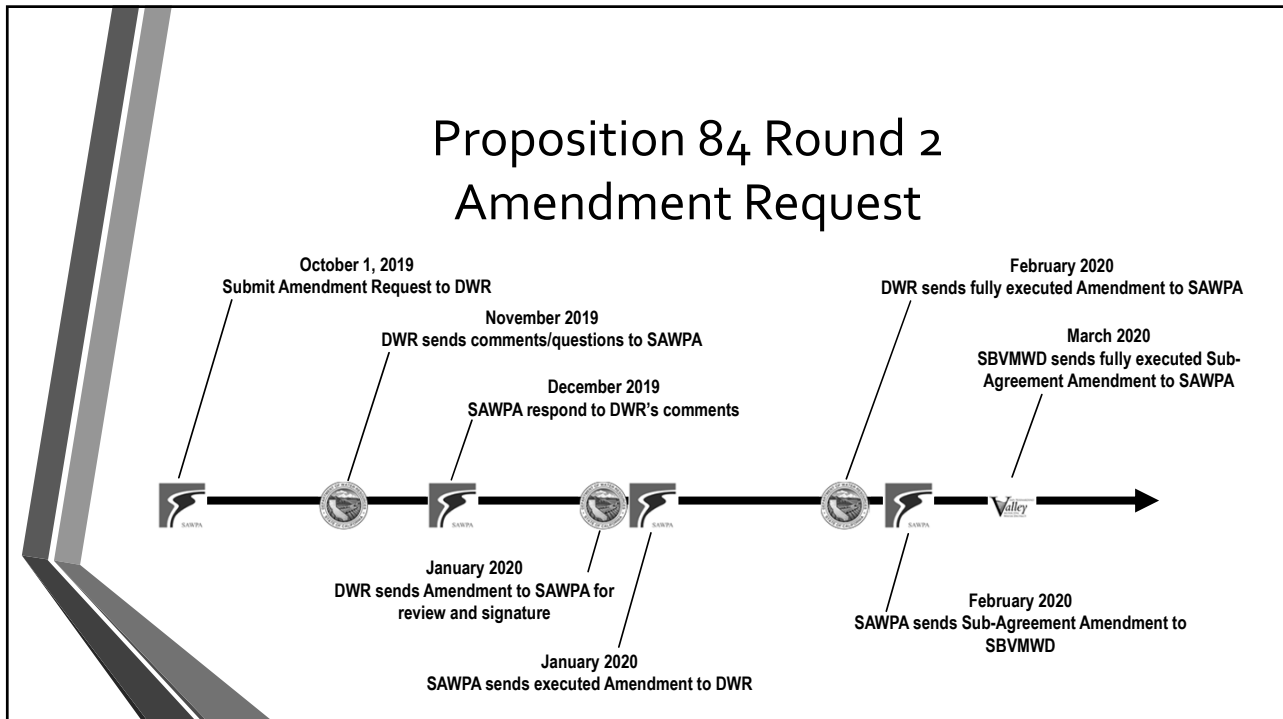 Proposition 84 Round 2
Amendment Request
October 1, 2019
Submit Amendment Request to DWR
November 2019
DWR sends comments/questions to SAWPA
December 2019
SAWPA respond to DWR's comments
February 2020
DWR sends fully executed Amendment to SAWPA
March 2020
SBVMWD sends fully executed Sub-
Agreement Amendment to SAWPA
SAWPA
SAWPA
SAWPA
SAWPA
Valley
January 2020
DWR sends Amendment to SAWPA for
review and signature
January 2020
SAWPA sends executed Amendment to DWR
February 2020
SAWPA sends Sub-Agreement Amendment to
SBVMWD